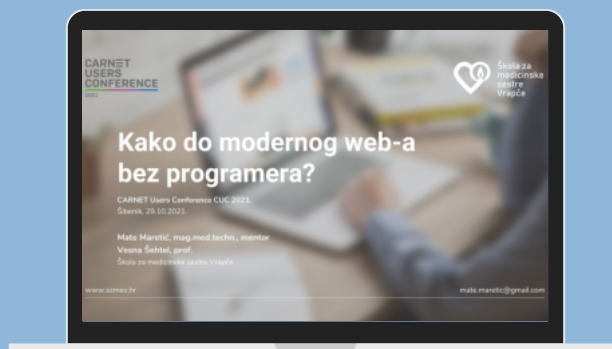 CARNET
USERS
CONFERENCE
2021
Škola za
medicinske
sestre
Vrapče
Kako do modernog web-a
bez programera?
CARNET Users Conference CUC 2021.
Šibenik, 29.10.2021.
Mate Maretić, mag.med.techn., mentor
Vesna Šehtel, prof.
Škola za medicinske sestre Vrapče
www.szmsv.hr
mate.maretic@gmail.com